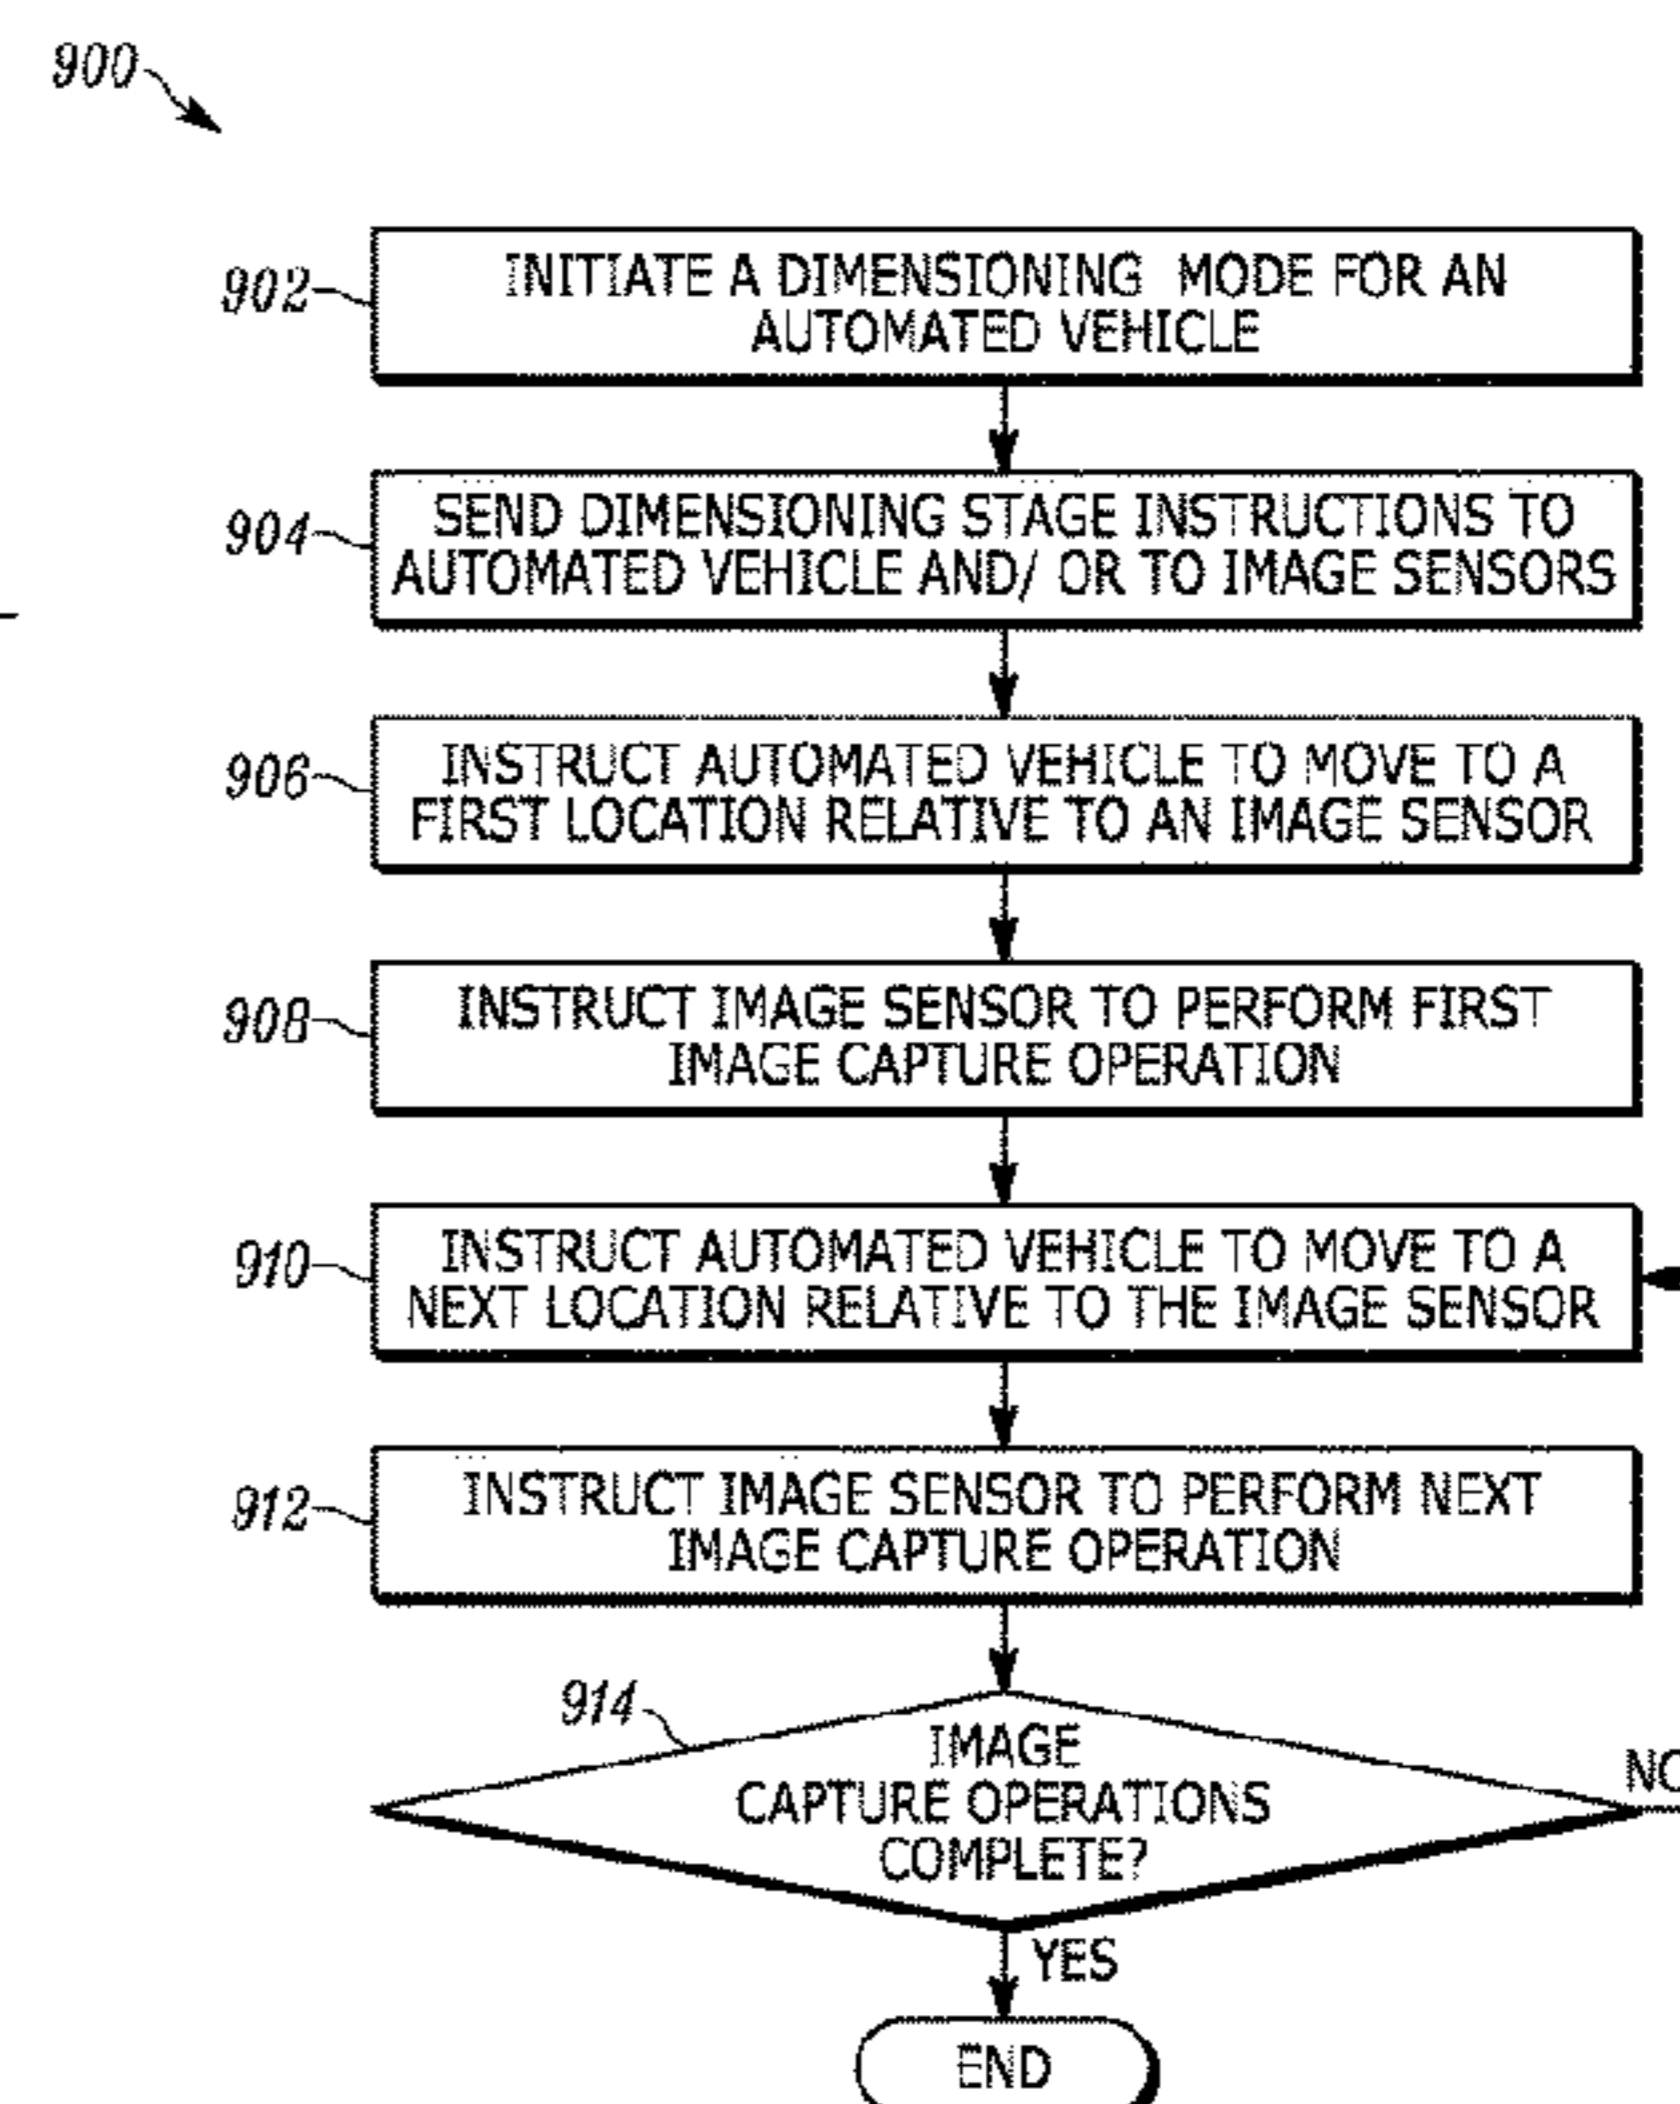 900
902
INITIATE A DIMENSIONING MODE FOR AN
AUTOMATED VEHICLE
904
SEND DIMENSIONING STAGE INSTRUCTIONS TO
AUTOMATED VEHICLE AND/ OR TO IMAGE SENSORS
906
INSTRUCT AUTOMATED VEHICLE TO MOVE TO A
FIRST LOCATION RELATIVE TO AN IMAGE SENSOR
908
INSTRUCT IMAGE SENSOR TO PERFORM FIRST
IMAGE CAPTURE OPERATION
910
INSTRUCT AUTOMATED VEHICLE TO MOVE TO A
NEXT LOCATION RELATIVE TO THE IMAGE SENSOR
912
INSTRUCT IMAGE SENSOR TO PERFORM NEXT
IMAGE CAPTURE OPERATION
914
IMAGE
CAPTURE OPERATIONS
COMPLETE?
NO
YES
END